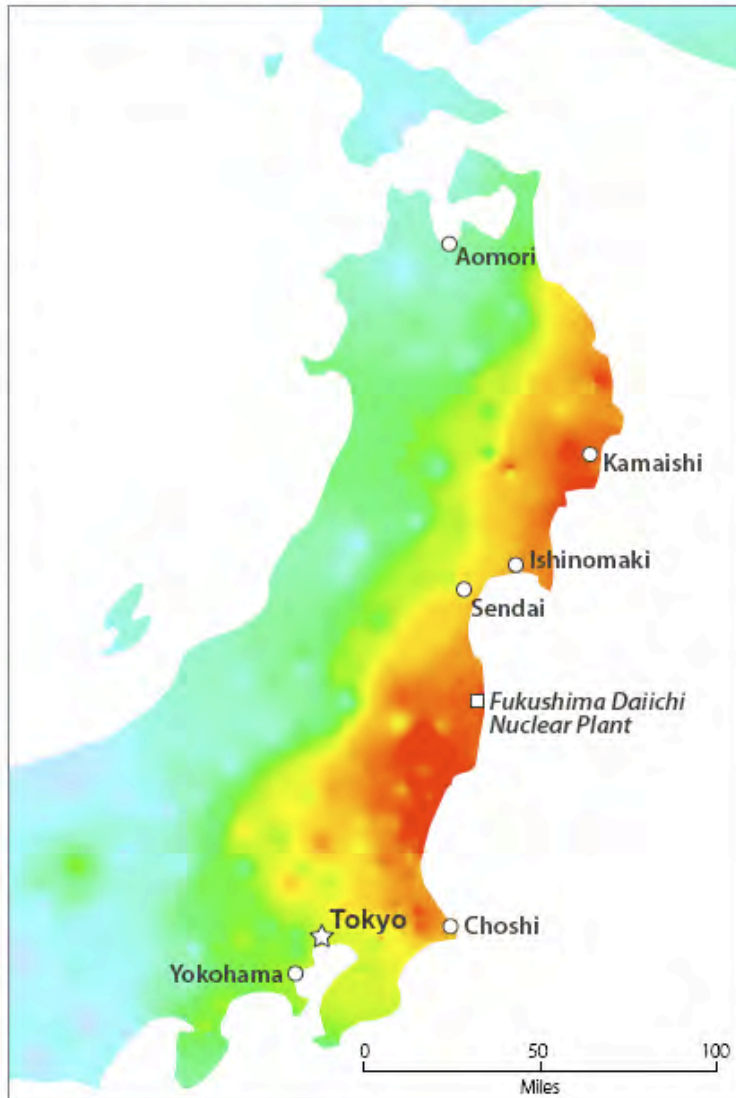 Aomori
Kamaishi
Ishinomaki
Sendai
Fukushima Daiichi
Nuclear Plant
Tokyo
Choshi
Yokohama
0 50 100
Miles